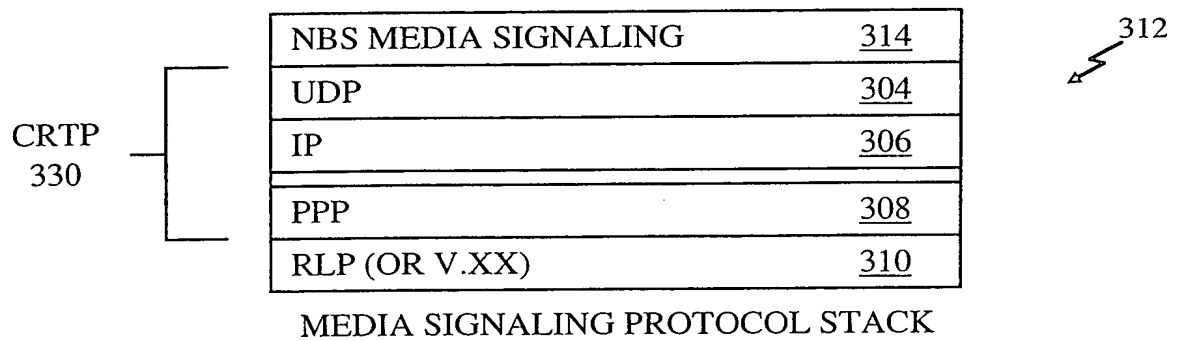 NBS MEDIA SIGNALING 314
312
UDP 304
CRTP
330
IP 306
PPP 308
RLP (OR V.XX) 310
MEDIA SIGNALING PROTOCOL STACK